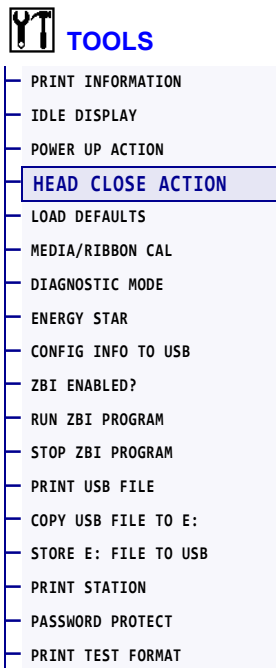 TOOLS
PRINT INFORMATION
IDLE DISPLAY
POWER UP ACTION
HEAD CLOSE ACTION
LOAD DEFAULTS
MEDIA/RIBBON CAL
DIAGNOSTIC MODE
ENERGY STAR
CONFIG INFO TO USB
ZBI ENABLED?
RUN ZBI PROGRAM
STOP ZBI PROGRAM
PRINT USB FILE
COPY USB FILE TO E:
STORE E: FILE TO USB
PRINT STATION
PASSWORD PROTECT
PRINT TEST FORMAT